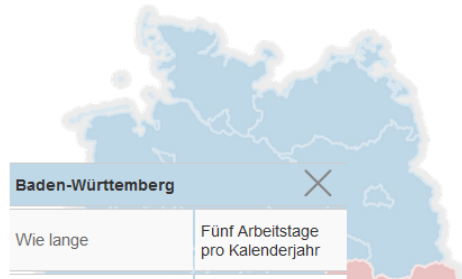 Baden-Württemberg
Wie lange
Fünf Arbeitstage
pro Kalenderjahr